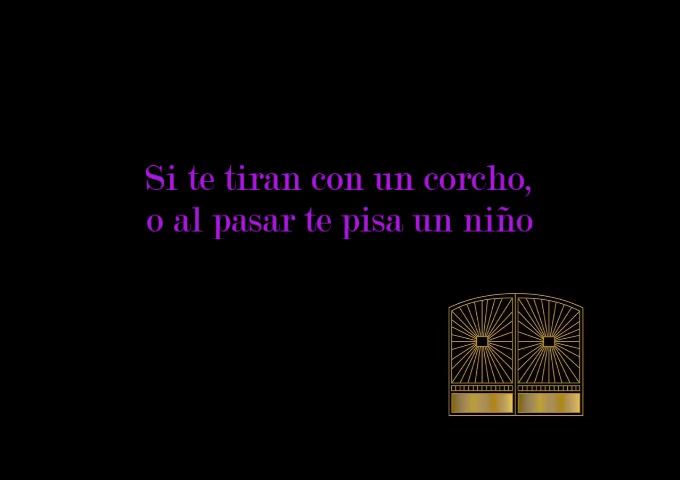 Si te tiran con un corcho,
o al pasar te pisa un niño